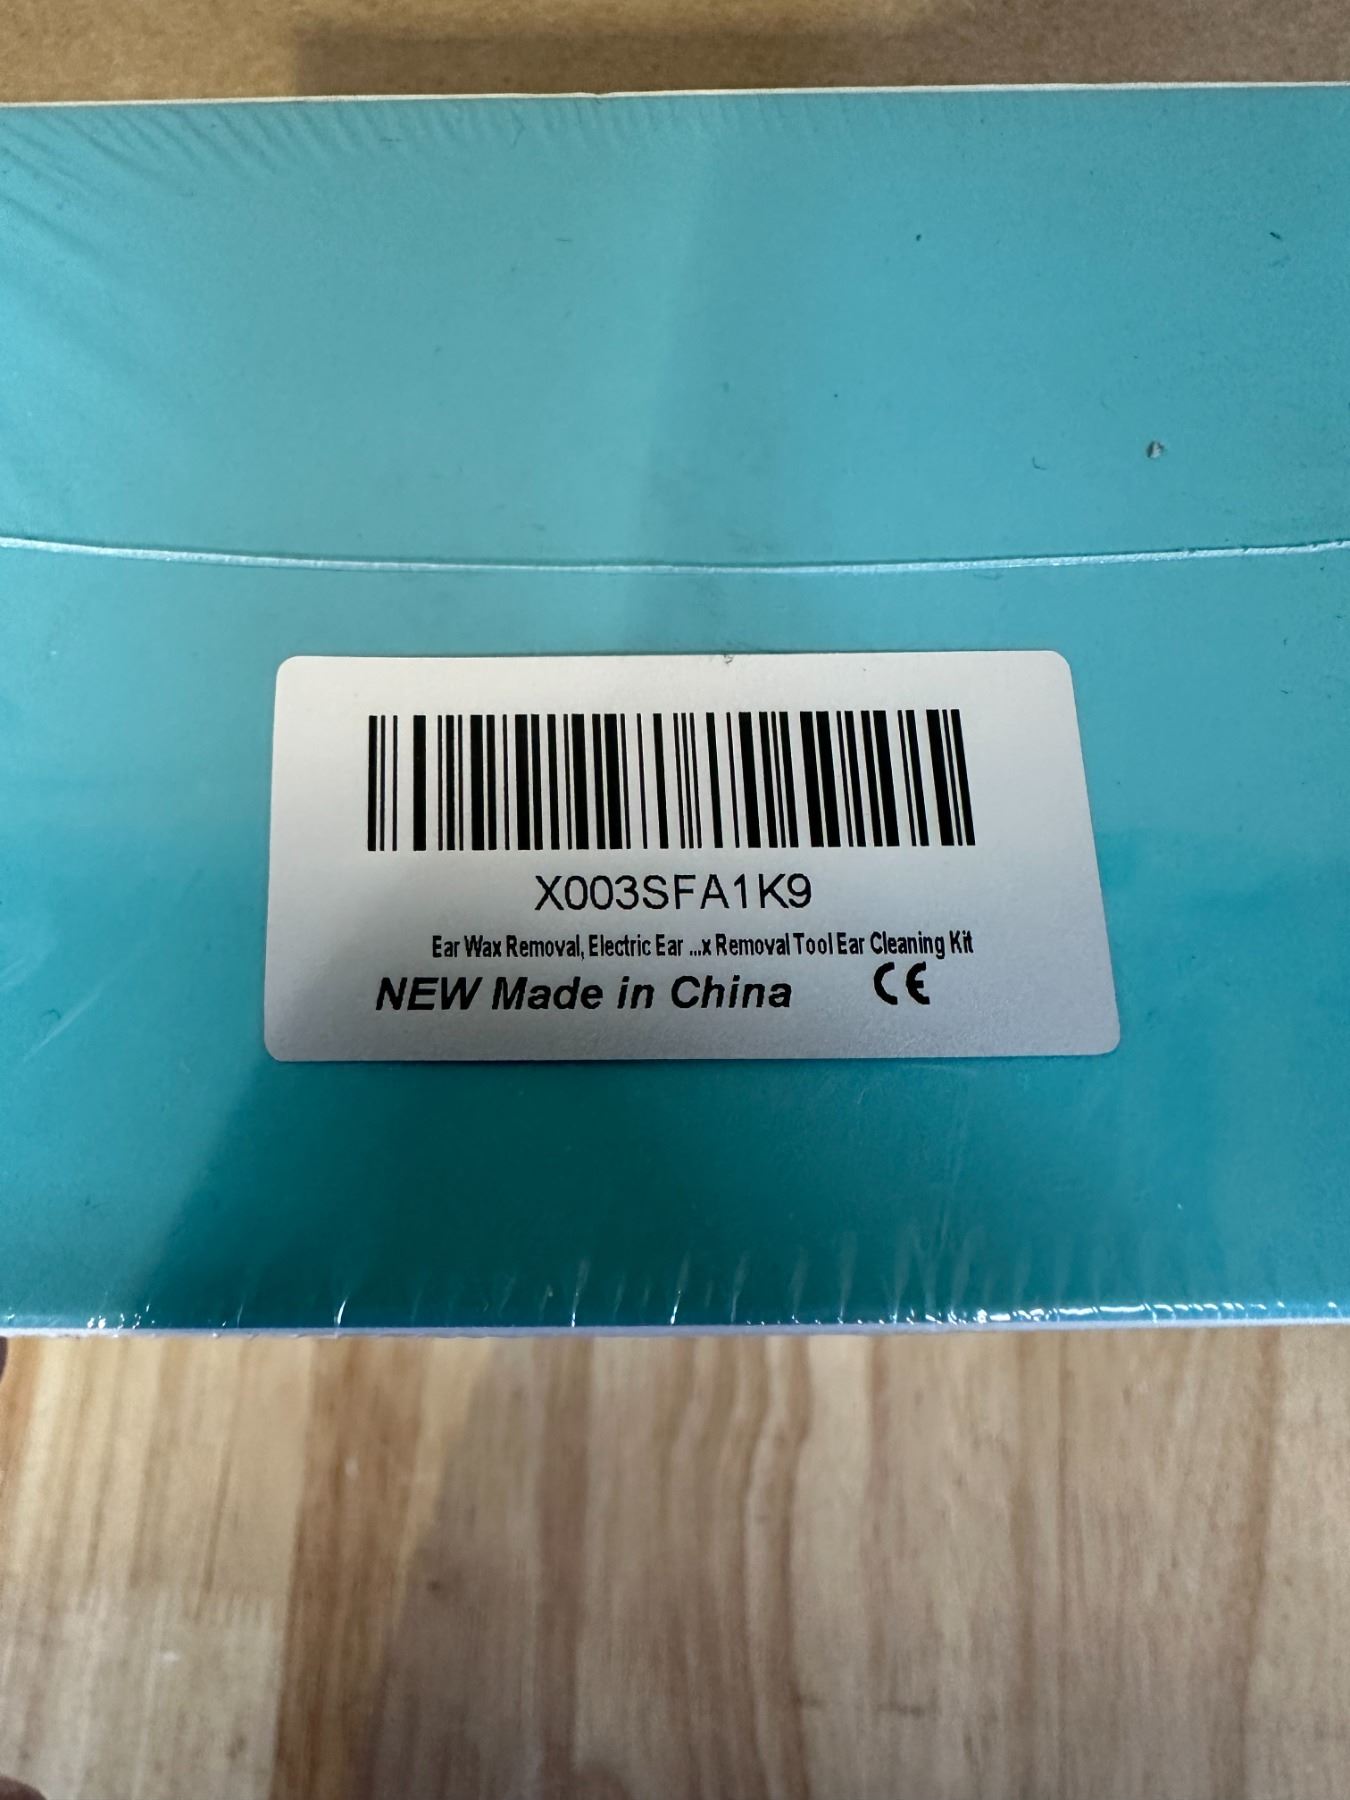 X003SFA1K9
Ear Wax Removal, Electric Ear ...x Removal Tool Ear Cleaning Kit
NEW Made in China CE